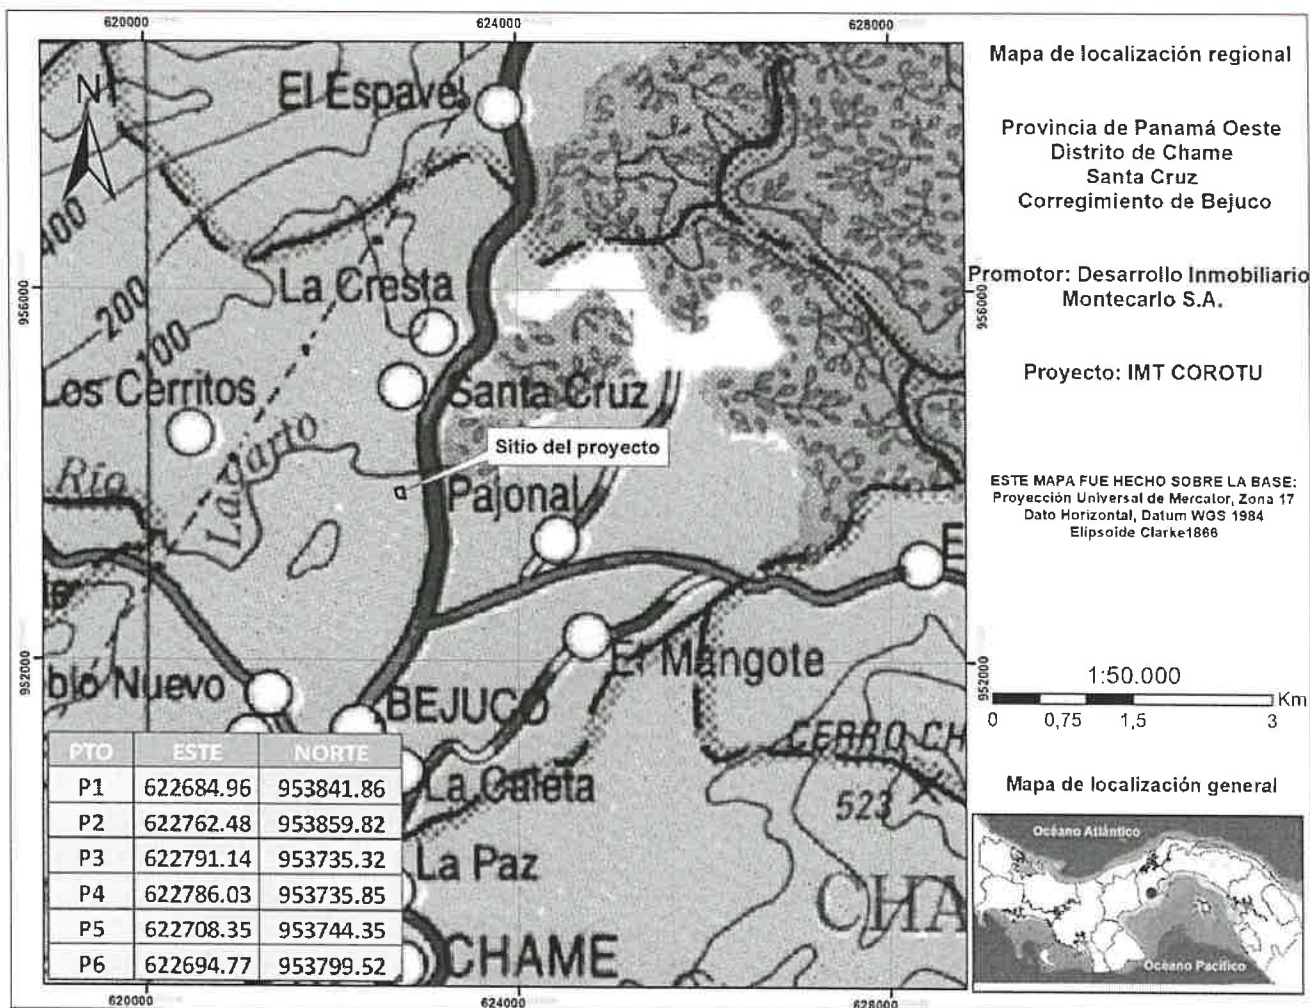 620000
624000
628000
N
El Espavel
400
200
100
La Cresta
956000
956000
Los Cerritos
Santa Cruz
Sitio del proyecto
Río
Lagarto
Pajonal
El Mangote
952000
952000
blo Nuevo
BEJUCO
La Caleta
CERRO CH
523
La Paz
CHA
CHAME
PTO ESTE NORTE
P1 622684.96 953841.86
P2 622762.48 953859.82
P3 622791.14 953735.32
P4 622786.03 953735.85
P5 622708.35 953744.35
P6 622694.77 953799.52
620000
624000
628000
Mapa de localización regional
Provincia de Panamá Oeste
Distrito de Chame
Santa Cruz
Corregimiento de Bejuco
Promotor: Desarrollo Inmobiliario
Montecarlo S.A.
Proyecto: IMT COROTU
ESTE MAPA FUE HECHO SOBRE LA BASE:
Proyección Universal de Mercator, Zona 17
Dato Horizontal, Datum WGS 1984
Elipsoide Clarke1866
1:50.000
Km
0 0,75 1,5 3
Mapa de localización general
Océano Atlántico
Océano Pacífico